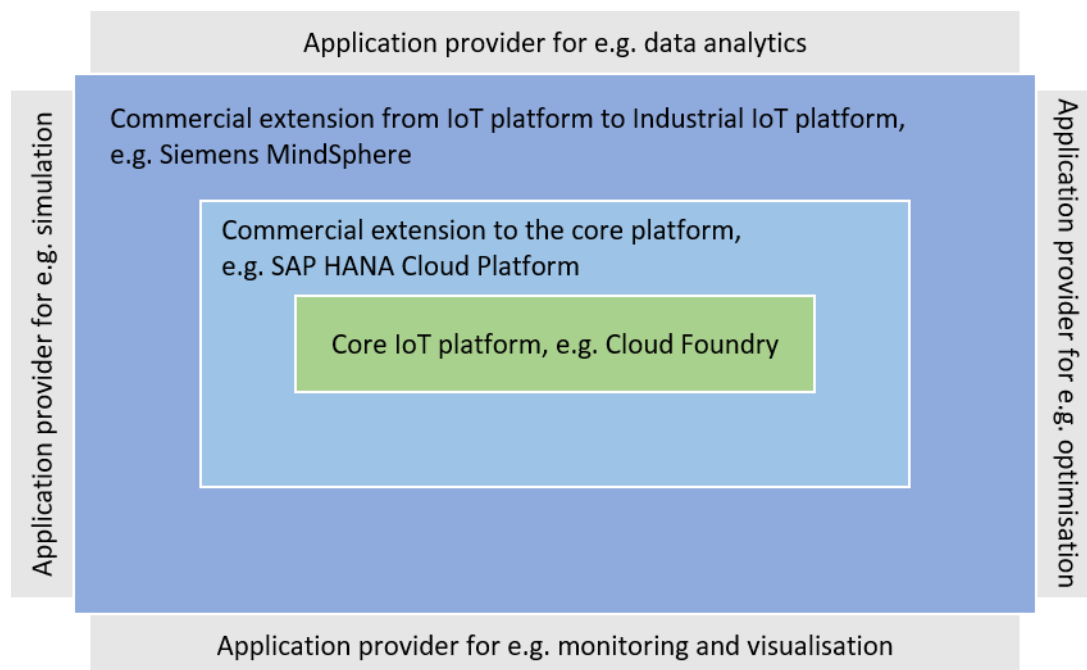 Application provider for e.g. data analytics
Application provider for e.g. simulation
Commercial extension from IoT platform to Industrial IoT platform,
e.g. Siemens MindSphere
Commercial extension to the core platform,
e.g. SAP HANA Cloud Platform
Core IoT platform, e.g. Cloud Foundry
Application provider for e.g. optimisation
Application provider for e.g. monitoring and visualisation